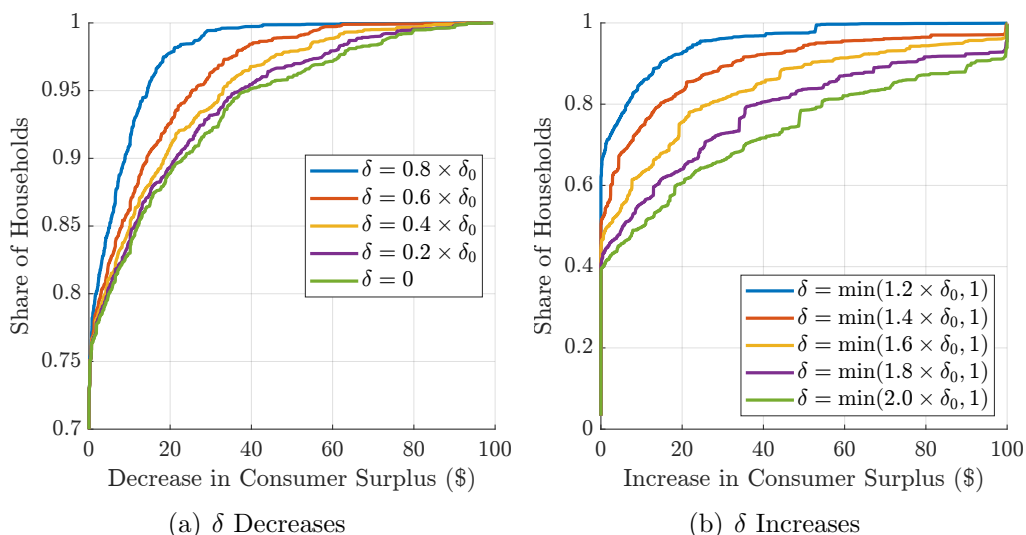 1
0.95
0.9
0.85
0.8
0.75
0.7
Share of Households
0 20 40 60 80 100
Decrease in Consumer Surplus ($)
δ = 0.8 × δ₀
δ = 0.6 × δ₀
δ = 0.4 × δ₀
δ = 0.2 × δ₀
δ = 0
(a) δ Decreases
1
0.8
0.6
0.4
0.2
0
Share of Households
0 20 40 60 80 100
Increase in Consumer Surplus ($)
δ = min(1.2 × δ₀, 1)
δ = min(1.4 × δ₀, 1)
δ = min(1.6 × δ₀, 1)
δ = min(1.8 × δ₀, 1)
δ = min(2.0 × δ₀, 1)
(b) δ Increases